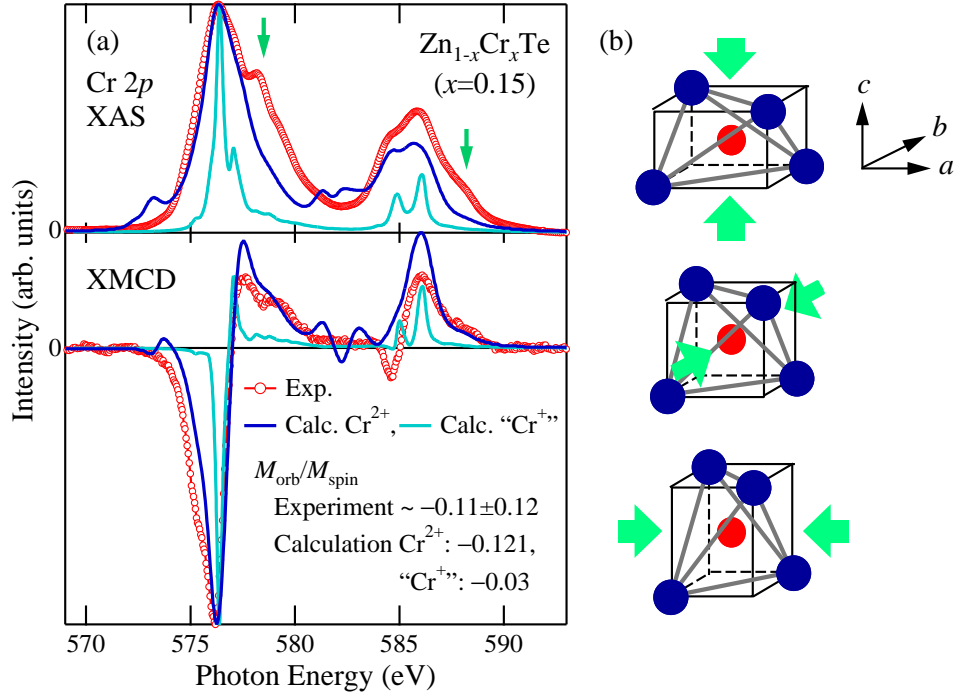 (a)
Cr 2p
XAS
Zn1-xCrxTe
(x=0.15)
0
XMCD
0
Exp.
Calc. Cr2+, Calc. “Cr+”
Morb/Mspin
Experiment ~ −0.11±0.12
Calculation Cr2+: −0.121,
“Cr+”: −0.03
570 575 580 585 590
Photon Energy (eV)
Intensity (arb. units)
(b)
c
b
a